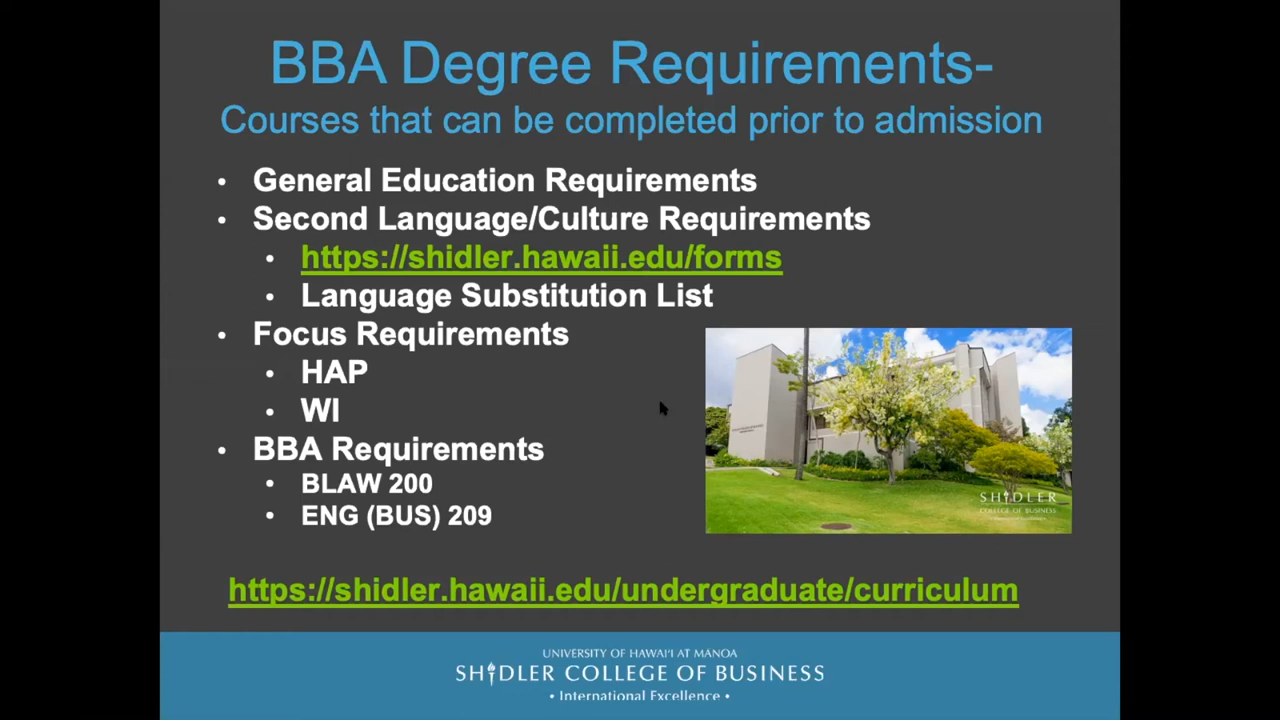 BBA Degree Requirements-
Courses that can be completed prior to admission
• General Education Requirements
• Second Language/Culture Requirements
• https://shidler.hawaii.edu/forms
• Language Substitution List
• Focus Requirements
• HAP
• WI
• BBA Requirements
• BLAW 200
• ENG (BUS) 209
SHIDLER
COLLEGE OF BUSINESS
https://shidler.hawaii.edu/undergraduate/curriculum
UNIVERSITY OF HAWAIʻI AT MĀNOA
SHIDLER COLLEGE OF BUSINESS
• International Excellence •